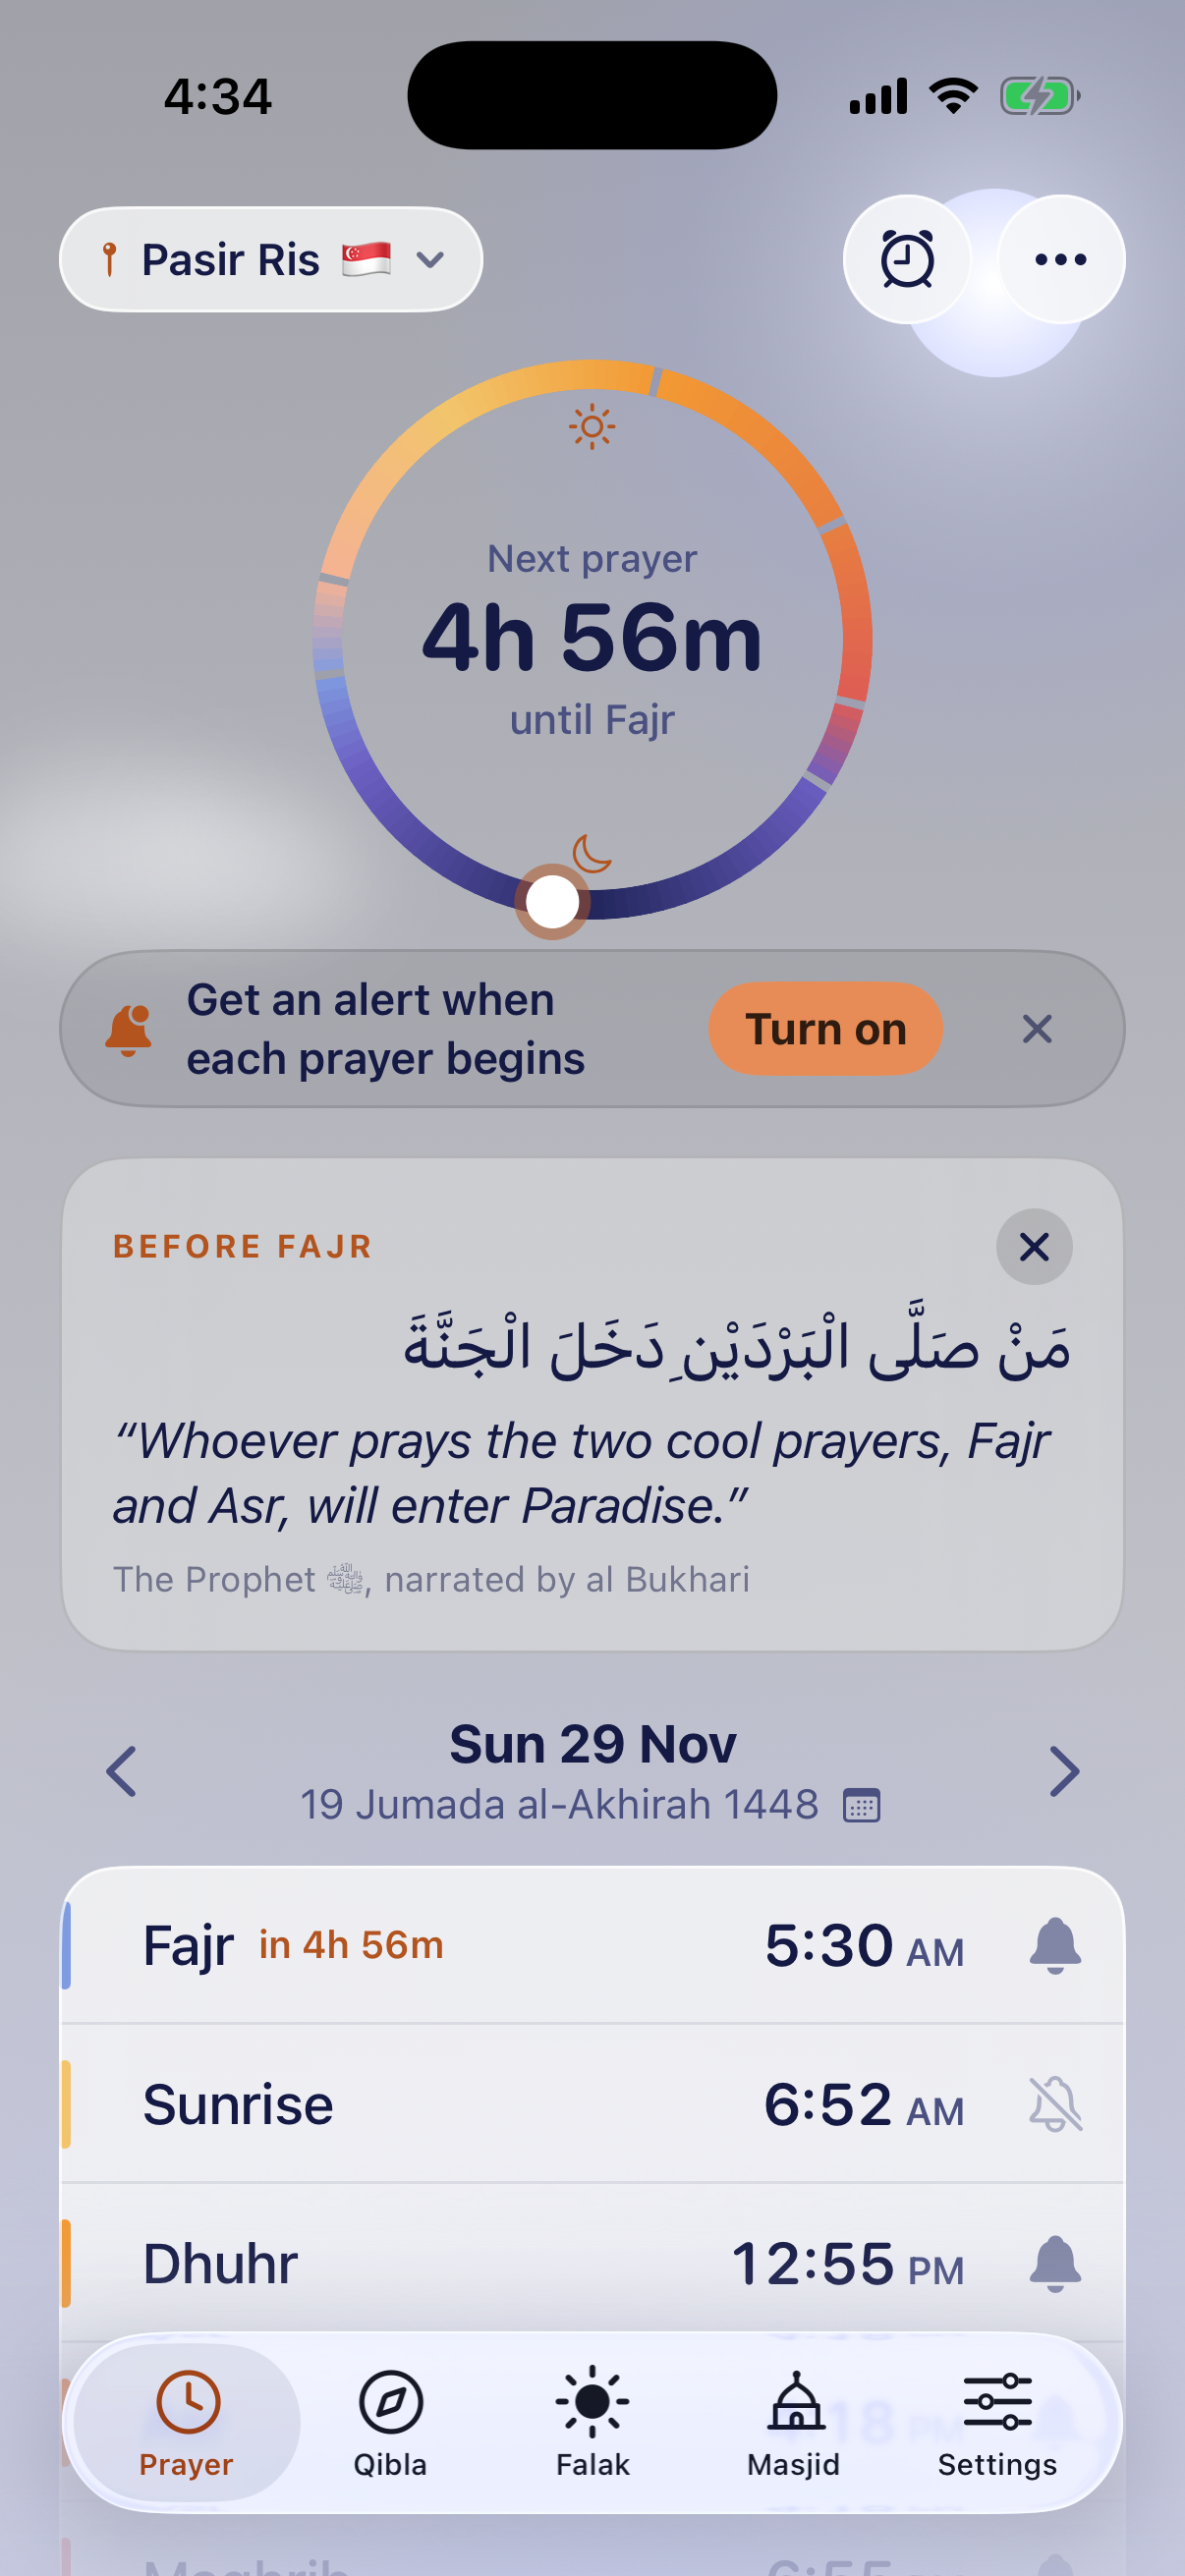 4:34
Pasir Ris 🇸🇬
Next prayer
4h 56m
until Fajr
Get an alert when
each prayer begins
Turn on
BEFORE FAJR
مَنْ صَلَّى الْبَرْدَيْنِ دَخَلَ الْجَنَّةَ
“Whoever prays the two cool prayers, Fajr
and Asr, will enter Paradise.”
The Prophet ﷺ, narrated by al Bukhari
Sun 29 Nov
19 Jumada al-Akhirah 1448
Fajr in 4h 56m 5:30 AM
Sunrise 6:52 AM
Dhuhr 12:55 PM
Prayer Qibla Falak Masjid Settings